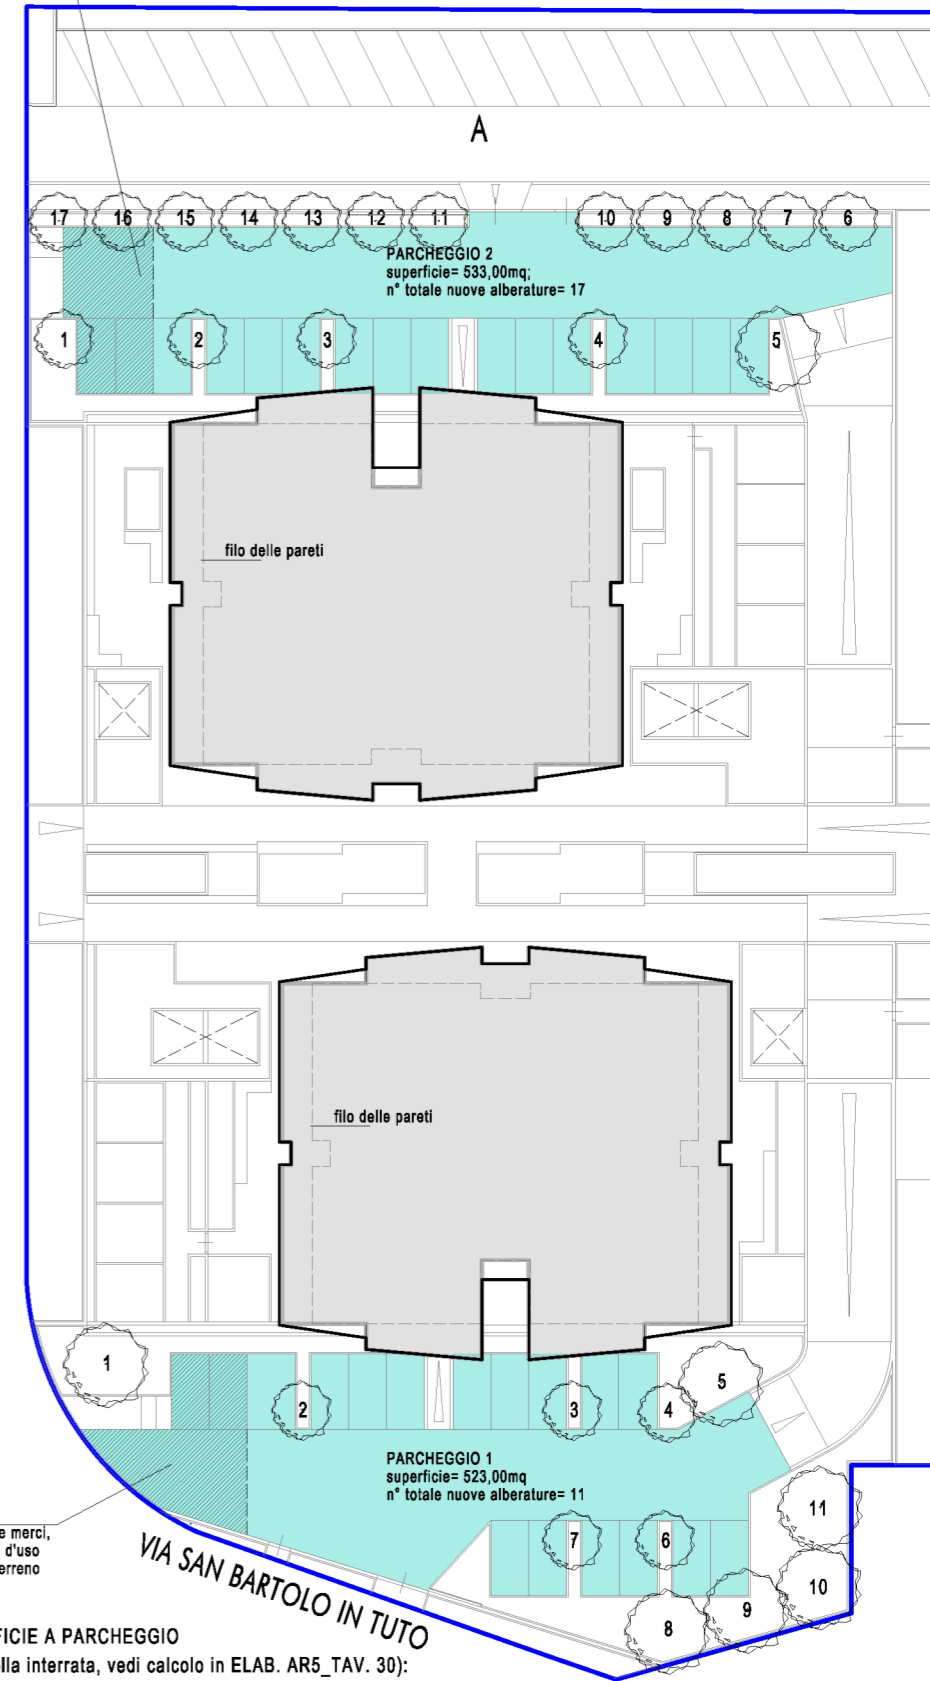 A
17 16 15 14 13 12 11 10 9 8 7 6
PARCHEGGIO 2
superficie= 533,00mq;
n° totale nuove alberature= 17
1 2 3 4 5
filo delle pareti
filo delle pareti
1 2 3 4 5
PARCHEGGIO 1
superficie= 523,00mq
n° totale nuove alberature= 11
7 6 11
10
9
8
e merci,
d'uso
erreno
VIA SAN BARTOLO IN TUTO
FICIE A PARCHEGGIO
lla interrata, vedi calcolo in ELAB. AR5_TAV. 30):